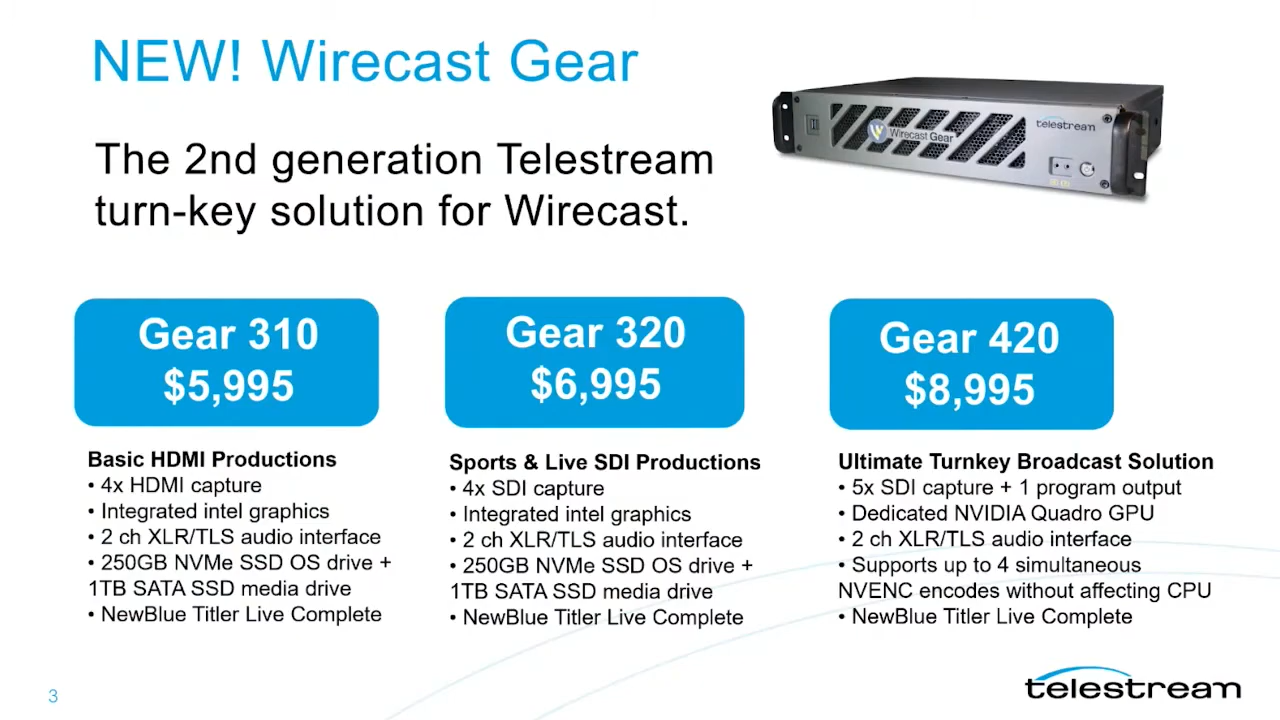 NEW! Wirecast Gear
The 2nd generation Telestream
turn-key solution for Wirecast.
Wirecast Gear
telestream
Gear 310
$5,995
Basic HDMI Productions
• 4x HDMI capture
• Integrated intel graphics
• 2 ch XLR/TLS audio interface
• 250GB NVMe SSD OS drive +
1TB SATA SSD media drive
• NewBlue Titler Live Complete
Gear 320
$6,995
Sports & Live SDI Productions
• 4x SDI capture
• Integrated intel graphics
• 2 ch XLR/TLS audio interface
• 250GB NVMe SSD OS drive +
1TB SATA SSD media drive
• NewBlue Titler Live Complete
Gear 420
$8,995
Ultimate Turnkey Broadcast Solution
• 5x SDI capture + 1 program output
• Dedicated NVIDIA Quadro GPU
• 2 ch XLR/TLS audio interface
• Supports up to 4 simultaneous
NVENC encodes without affecting CPU
• NewBlue Titler Live Complete
3
telestream